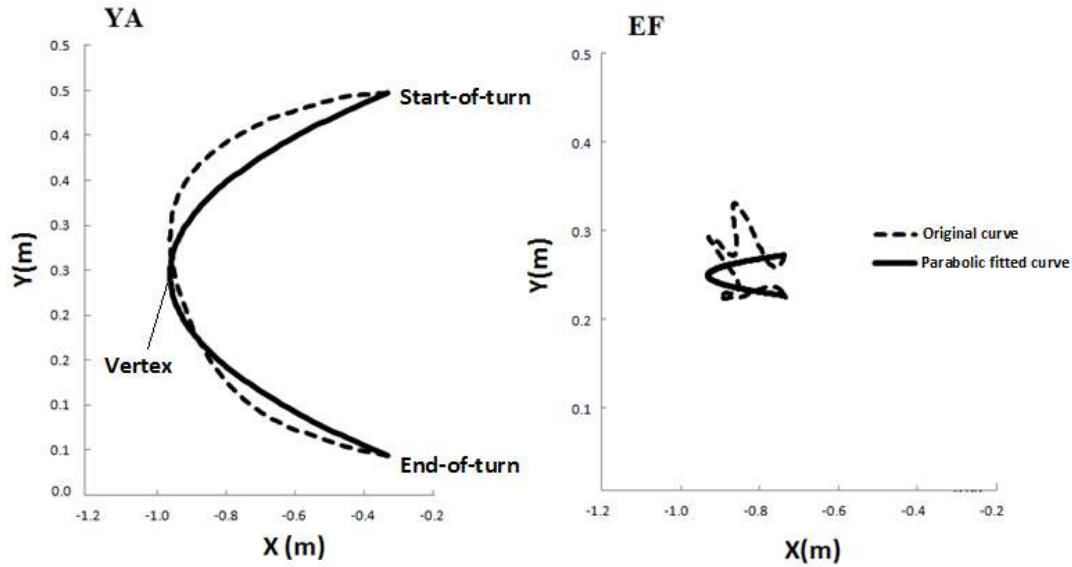 YA
0.5
0.5
0.4
0.4
0.3
0.3
0.2
0.2
0.1
0.1
0.0
Y(m)
Start-of-turn
Vertex
End-of-turn
-1.2
-1.0
-0.8
-0.6
-0.4
-0.2
X (m)
EF
0.5
0.4
0.3
0.2
0.1
Y(m)
Original curve
Parabolic fitted curve
-1.2
-1.0
-0.8
-0.6
-0.4
-0.2
X(m)